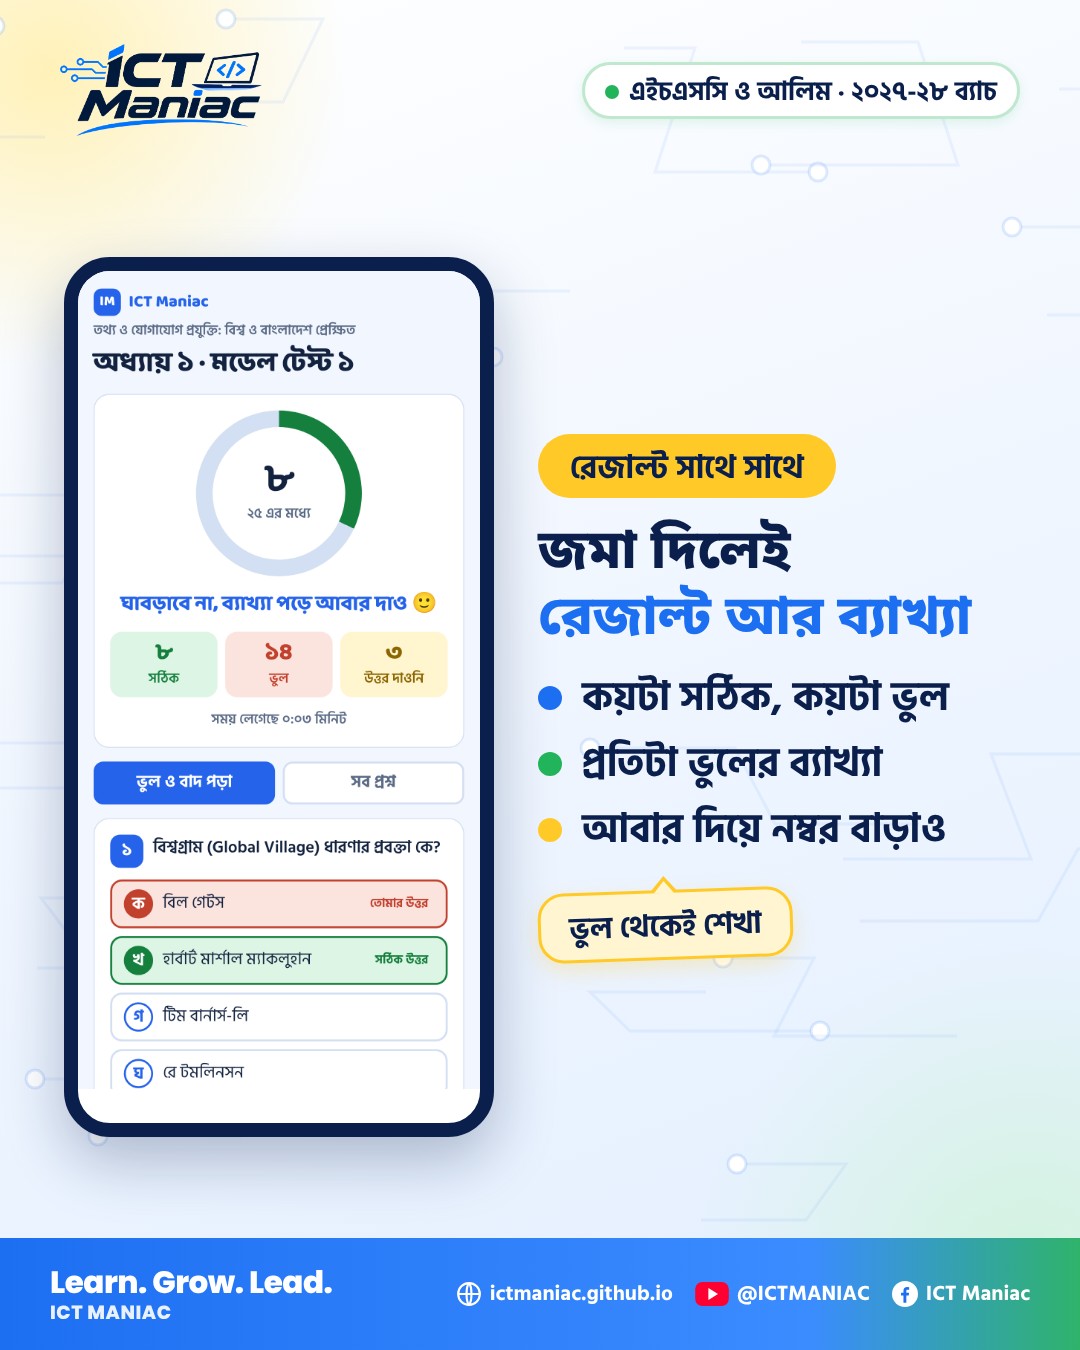 ICT
Maniac
</>
এইচএসসি ও আলিম · ২০২৭-২৮ ব্যাচ
IM ICT Maniac
তথ্য ও যোগাযোগ প্রযুক্তি: বিশ্ব ও বাংলাদেশ প্রেক্ষিত
অধ্যায় ১ · মডেল টেস্ট ১
৮
২৫ এর মধ্যে
ঘাবড়াবে না, ব্যাখ্যা পড়ে আবার দাও 🙂
৮ ১৪ ৩
সঠিক ভুল উত্তর দাওনি
সময় লেগেছে ০:০৩ মিনিট
ভুল ও বাদ পড়া সব প্রশ্ন
১ বিশ্বগ্রাম (Global Village) ধারণার প্রবক্তা কে?
ক বিল গেটস তোমার উত্তর
খ হার্বার্ট মার্শাল ম্যাকলুহান সঠিক উত্তর
গ টিম বার্নার্স-লি
ঘ রে টমলিনসন
রেজাল্ট সাথে সাথে
জমা দিলেই
রেজাল্ট আর ব্যাখ্যা
কয়টা সঠিক, কয়টা ভুল
প্রতিটা ভুলের ব্যাখ্যা
আবার দিয়ে নম্বর বাড়াও
ভুল থেকেই শেখা
Learn. Grow. Lead.
ICT MANIAC
ictmaniac.github.io @ICTMANIAC ICT Maniac